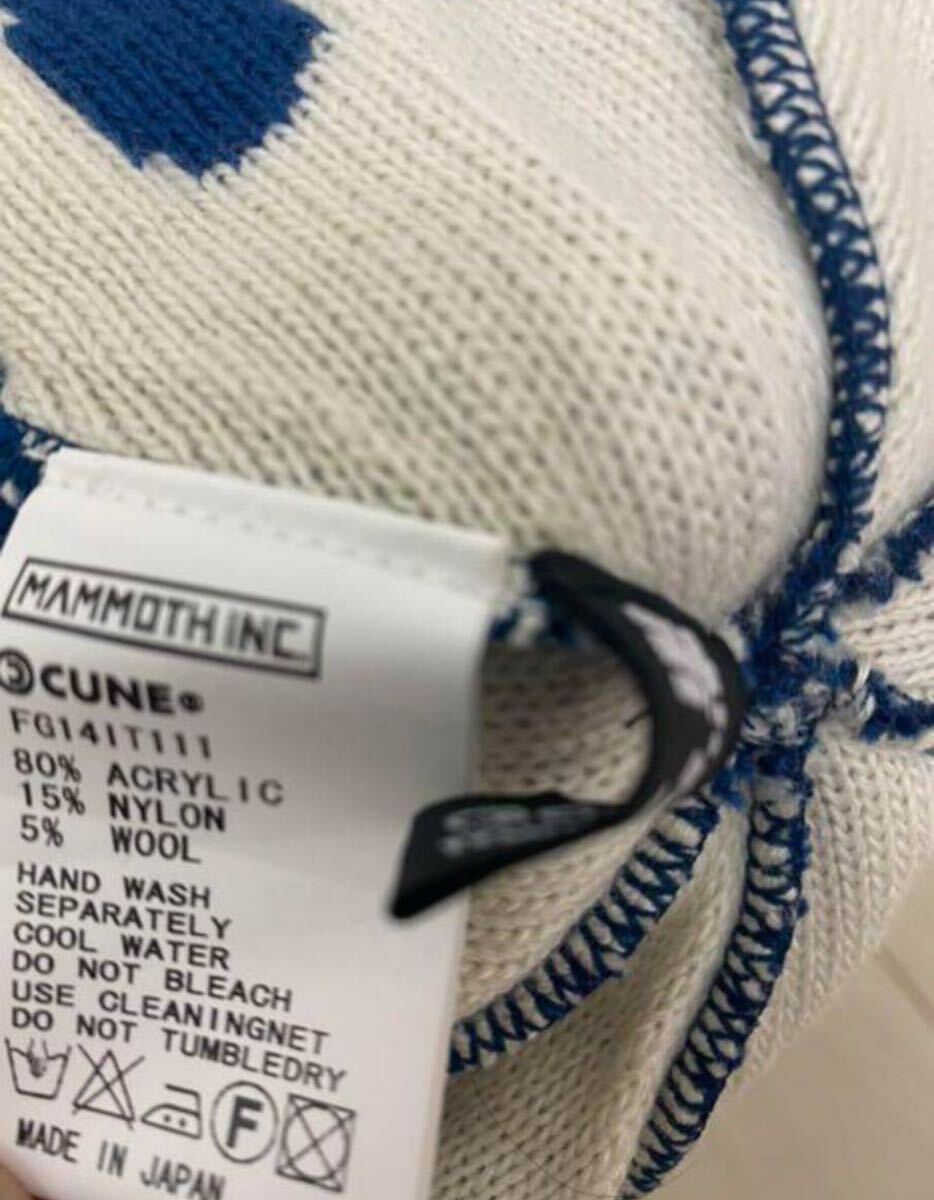 MAMMOTH INC.
CUNE®
FG14IT111
80% ACRYLIC
15% NYLON
5% WOOL
HAND WASH
SEPARATELY
COOL WATER
DO NOT BLEACH
USE CLEANINGNET
DO NOT TUMBLEDRY
F
MADE IN JAPAN